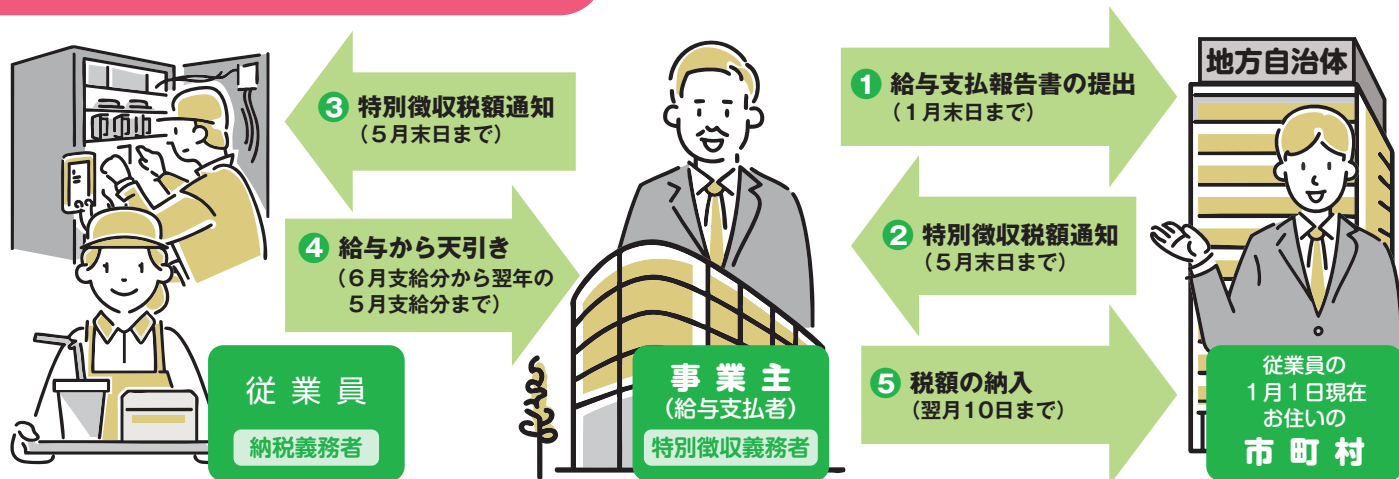 地方自治体
① 給与支払報告書の提出
（１月末日まで）
② 特別徴収税額通知
（５月末日まで）
③ 特別徴収税額通知
（５月末日まで）
④ 給与から天引き
（６月支給分から翌年の
５月支給分まで）
⑤ 税額の納入
（翌月10日まで）
従業員
納税義務者
事業主
（給与支払者）
特別徴収義務者
従業員の
１月１日現在
お住いの
市町村